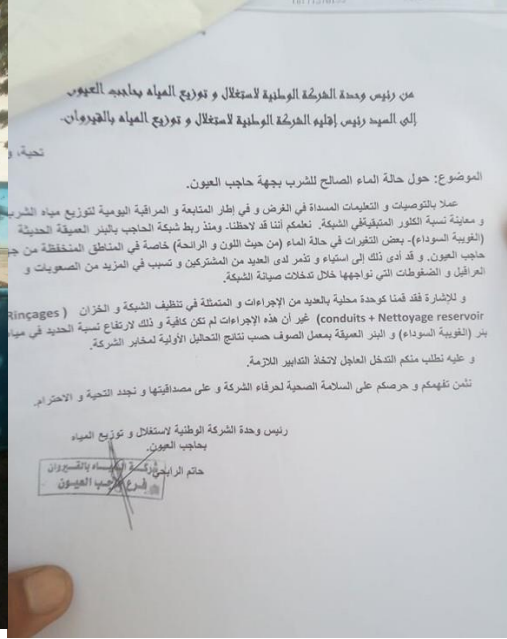 من رئيس وحدة الشركة الوطنية لاستغلال و توزيع المياه بحاجب العيون
إلى السيد رئيس إقليم الشركة الوطنية لاستغلال و توزيع المياه بالقيروان.
تحية، و
الموضوع: حول حالة الماء الصالح للشرب بجهة حاجب العيون.
عملا بالتوصيات و التعليمات المسداة في الغرض و في إطار المتابعة و المراقبة اليومية لتوزيع مياه الشرب
و معاينة نسبة الكلور المتبقية في الشبكة. نعلمكم أننا قد لاحظنا، ومنذ ربط شبكة الحاجب بالبئر العميقة الحديثة
(الغويبة السوداء)- بعض التغيرات في حالة الماء (من حيث اللون و الرائحة) خاصة في المناطق المنخفظة من
حاجب العيون. و قد أدى ذلك إلى استياء و تذمر لدى العديد من المشتركين و تسبب في المزيد من الصعوبات و
العراقيل و الضغوطات التي نواجهها خلال تدخلات صيانة الشبكة.
و للإشارة فقد قمنا كوحدة محلية بالعديد من الإجراءات و المتمثلة في تنظيف الشبكة و الخزان ( Rinçages
conduits + Nettoyage reservoir) غير أن هذه الإجراءات لم تكن كافية و ذلك لارتفاع نسبة الحديد في مياه
بئر (الغويبة السوداء) و البئر العميقة بمعمل الصوف حسب نتائج التحاليل الأولية لمخابر الشركة.
و عليه نطلب منكم التدخل العاجل لاتخاذ التدابير اللازمة.
نثمن تفهمكم و حرصكم على السلامة الصحية لحرفاء الشركة و على مصداقيتها و نجدد التحية و الاحترام.
رئيس وحدة الشركة الوطنية لاستغلال و توزيع المياه
بحاجب العيون.
حاتم الرابحي
بالقيروان
فرع حاجب العيون